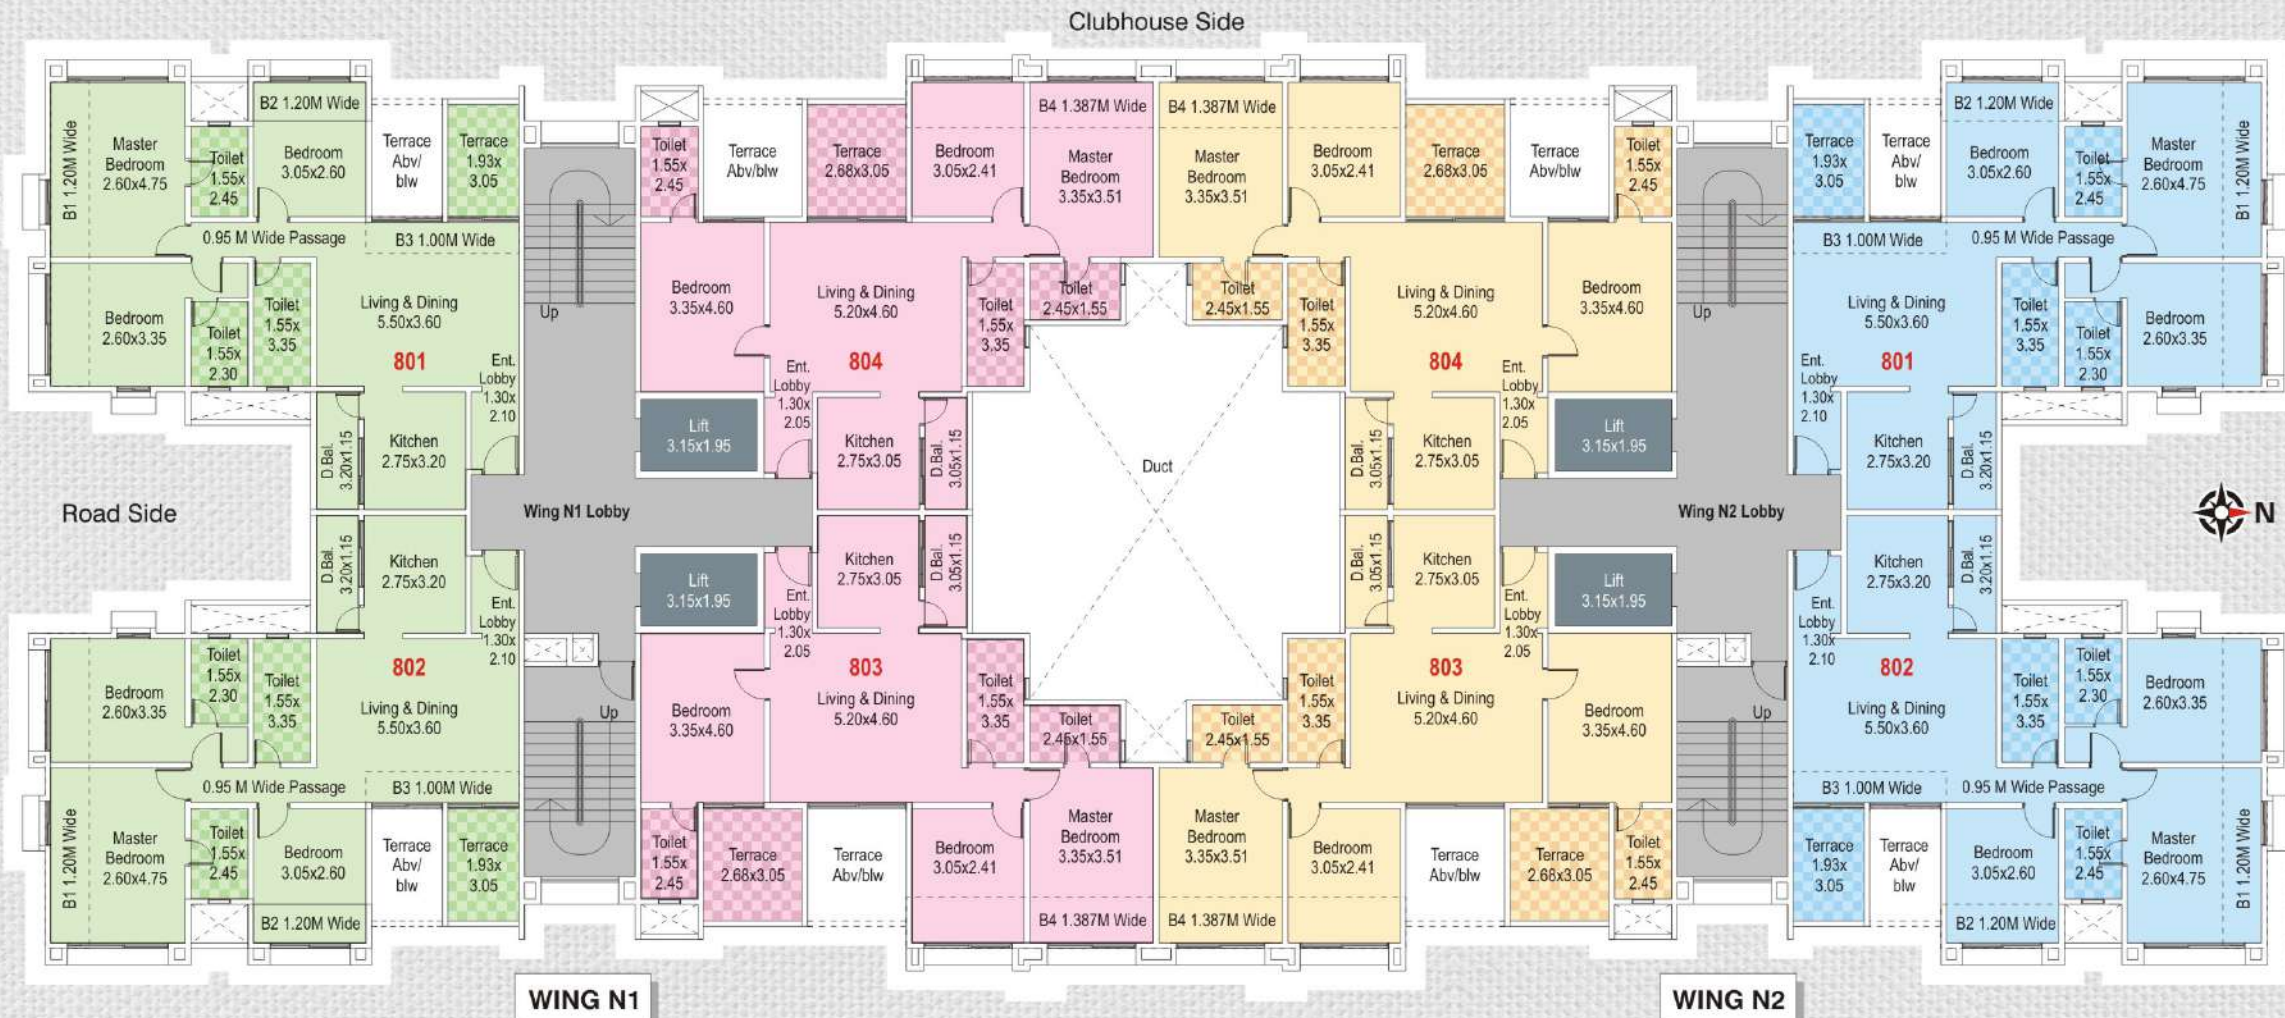 Clubhouse Side
B1 1.20M Wide
Master
Bedroom
2.60x4.75
Toilet
1.55x
2.45
B2 1.20M Wide
Bedroom
3.05x2.60
Terrace
Abv/
blw
Terrace
1.93x
3.05
0.95 M Wide Passage
B3 1.00M Wide
Bedroom
2.60x3.35
Toilet
1.55x
2.30
Toilet
1.55x
3.35
Living & Dining
5.50x3.60
801
Ent.
Lobby
1.30x
2.10
D.Bal.
3.20x1.15
Kitchen
2.75x3.20
Up
Toilet
1.55x
2.45
Terrace
Abv/blw
Terrace
2.68x3.05
Bedroom
3.05x2.41
B4 1.387M Wide
Master
Bedroom
3.35x3.51
Bedroom
3.35x4.60
Living & Dining
5.20x4.60
804
Toilet
1.55x
3.35
Toilet
2.45x1.55
Ent.
Lobby
1.30x
2.05
Lift
3.15x1.95
Kitchen
2.75x3.05
D.Bal.
3.05x1.15
B4 1.387M Wide
Master
Bedroom
3.35x3.51
Bedroom
3.05x2.41
Terrace
2.68x3.05
Terrace
Abv/blw
Toilet
1.55x
2.45
Toilet
2.45x1.55
Toilet
1.55x
3.35
Living & Dining
5.20x4.60
804
Bedroom
3.35x4.60
Ent.
Lobby
1.30x
2.05
D.Bal.
3.05x1.15
Kitchen
2.75x3.05
Lift
3.15x1.95
Up
Terrace
1.93x
3.05
Terrace
Abv/
blw
B2 1.20M Wide
Bedroom
3.05x2.60
Toilet
1.55x
2.45
Master
Bedroom
2.60x4.75
B1 1.20M Wide
B3 1.00M Wide
0.95 M Wide Passage
Living & Dining
5.50x3.60
801
Toilet
1.55x
3.35
Toilet
1.55x
2.30
Bedroom
2.60x3.35
Ent.
Lobby
1.30x
2.10
Kitchen
2.75x3.20
D.Bal.
3.20x1.15
Road Side
Wing N1 Lobby
Duct
Wing N2 Lobby
N
D.Bal.
3.20x1.15
Kitchen
2.75x3.20
Ent.
Lobby
1.30x
2.10
Bedroom
2.60x3.35
Toilet
1.55x
2.30
Toilet
1.55x
3.35
802
Living & Dining
5.50x3.60
0.95 M Wide Passage
B3 1.00M Wide
B1 1.20M Wide
Master
Bedroom
2.60x4.75
Toilet
1.55x
2.45
Bedroom
3.05x2.60
B2 1.20M Wide
Terrace
Abv/
blw
Terrace
1.93x
3.05
Up
Lift
3.15x1.95
Ent.
Lobby
1.30x
2.05
Kitchen
2.75x3.05
D.Bal.
3.05x1.15
Bedroom
3.35x4.60
803
Living & Dining
5.20x4.60
Toilet
1.55x
3.35
Toilet
2.45x1.55
Toilet
1.55x
2.45
Terrace
2.68x3.05
Terrace
Abv/blw
Bedroom
3.05x2.41
Master
Bedroom
3.35x3.51
B4 1.387M Wide
D.Bal.
3.05x1.15
Kitchen
2.75x3.05
Ent.
Lobby
1.30x
2.05
Lift
3.15x1.95
Toilet
2.45x1.55
Toilet
1.55x
3.35
803
Living & Dining
5.20x4.60
Bedroom
3.35x4.60
Master
Bedroom
3.35x3.51
B4 1.387M Wide
Bedroom
3.05x2.41
Terrace
Abv/blw
Terrace
2.68x3.05
Toilet
1.55x
2.45
Up
Ent.
Lobby
1.30x
2.10
Kitchen
2.75x3.20
D.Bal.
3.20x1.15
802
Living & Dining
5.50x3.60
Toilet
1.55x
3.35
Toilet
1.55x
2.30
Bedroom
2.60x3.35
B3 1.00M Wide
0.95 M Wide Passage
Terrace
1.93x
3.05
Terrace
Abv/
blw
Bedroom
3.05x2.60
B2 1.20M Wide
Toilet
1.55x
2.45
Master
Bedroom
2.60x4.75
B1 1.20M Wide
WING N1
WING N2